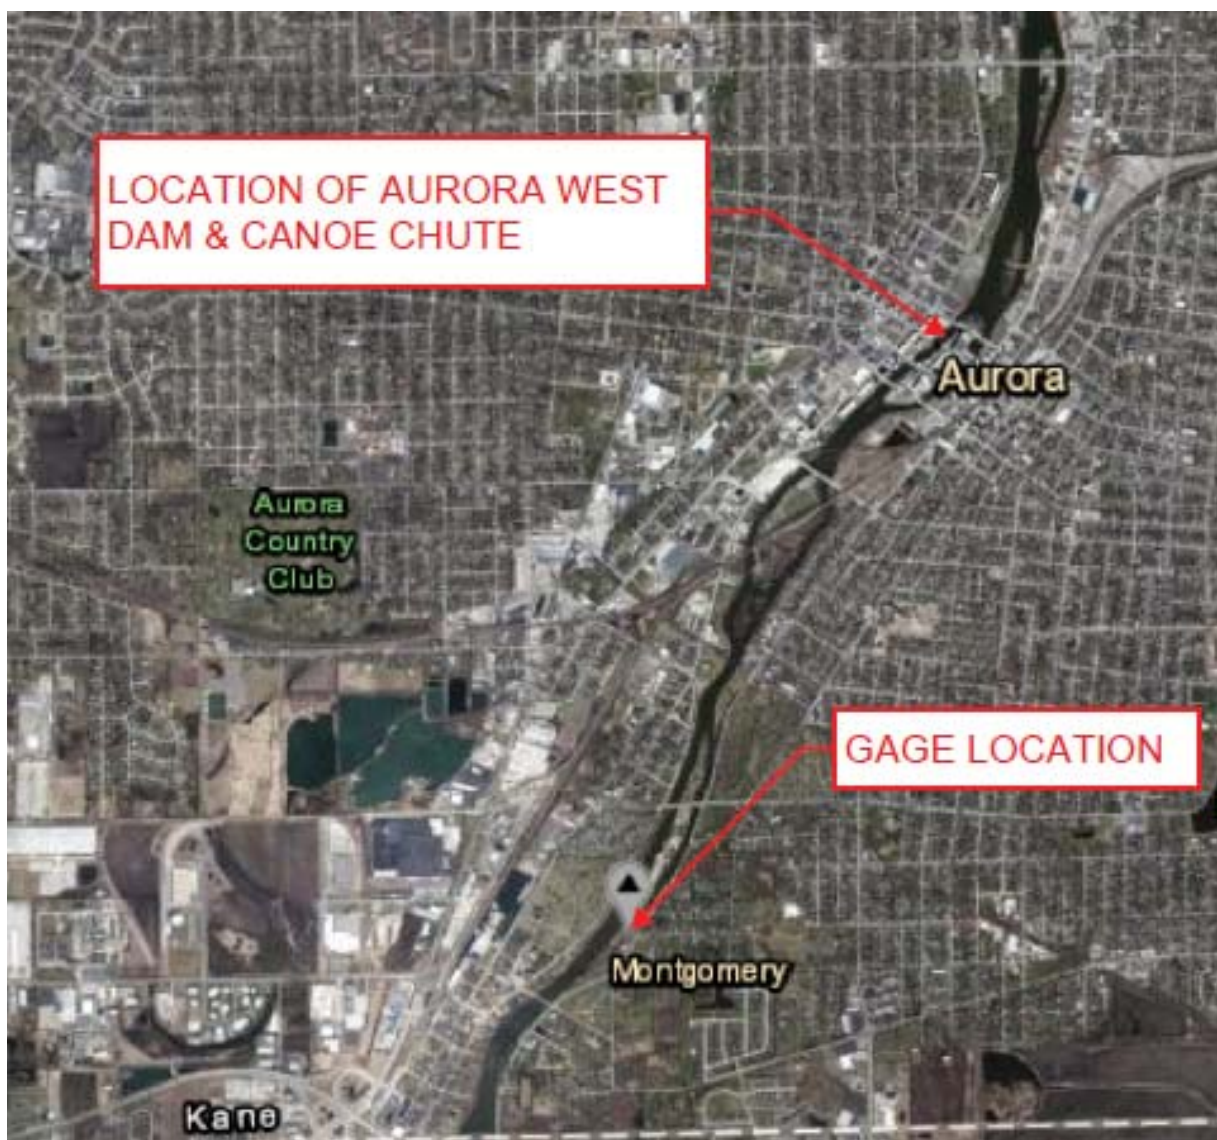 LOCATION OF AURORA WEST
DAM & CANOE CHUTE
Aurora
Aurora
Country
Club
GAGE LOCATION
Montgomery
Kane